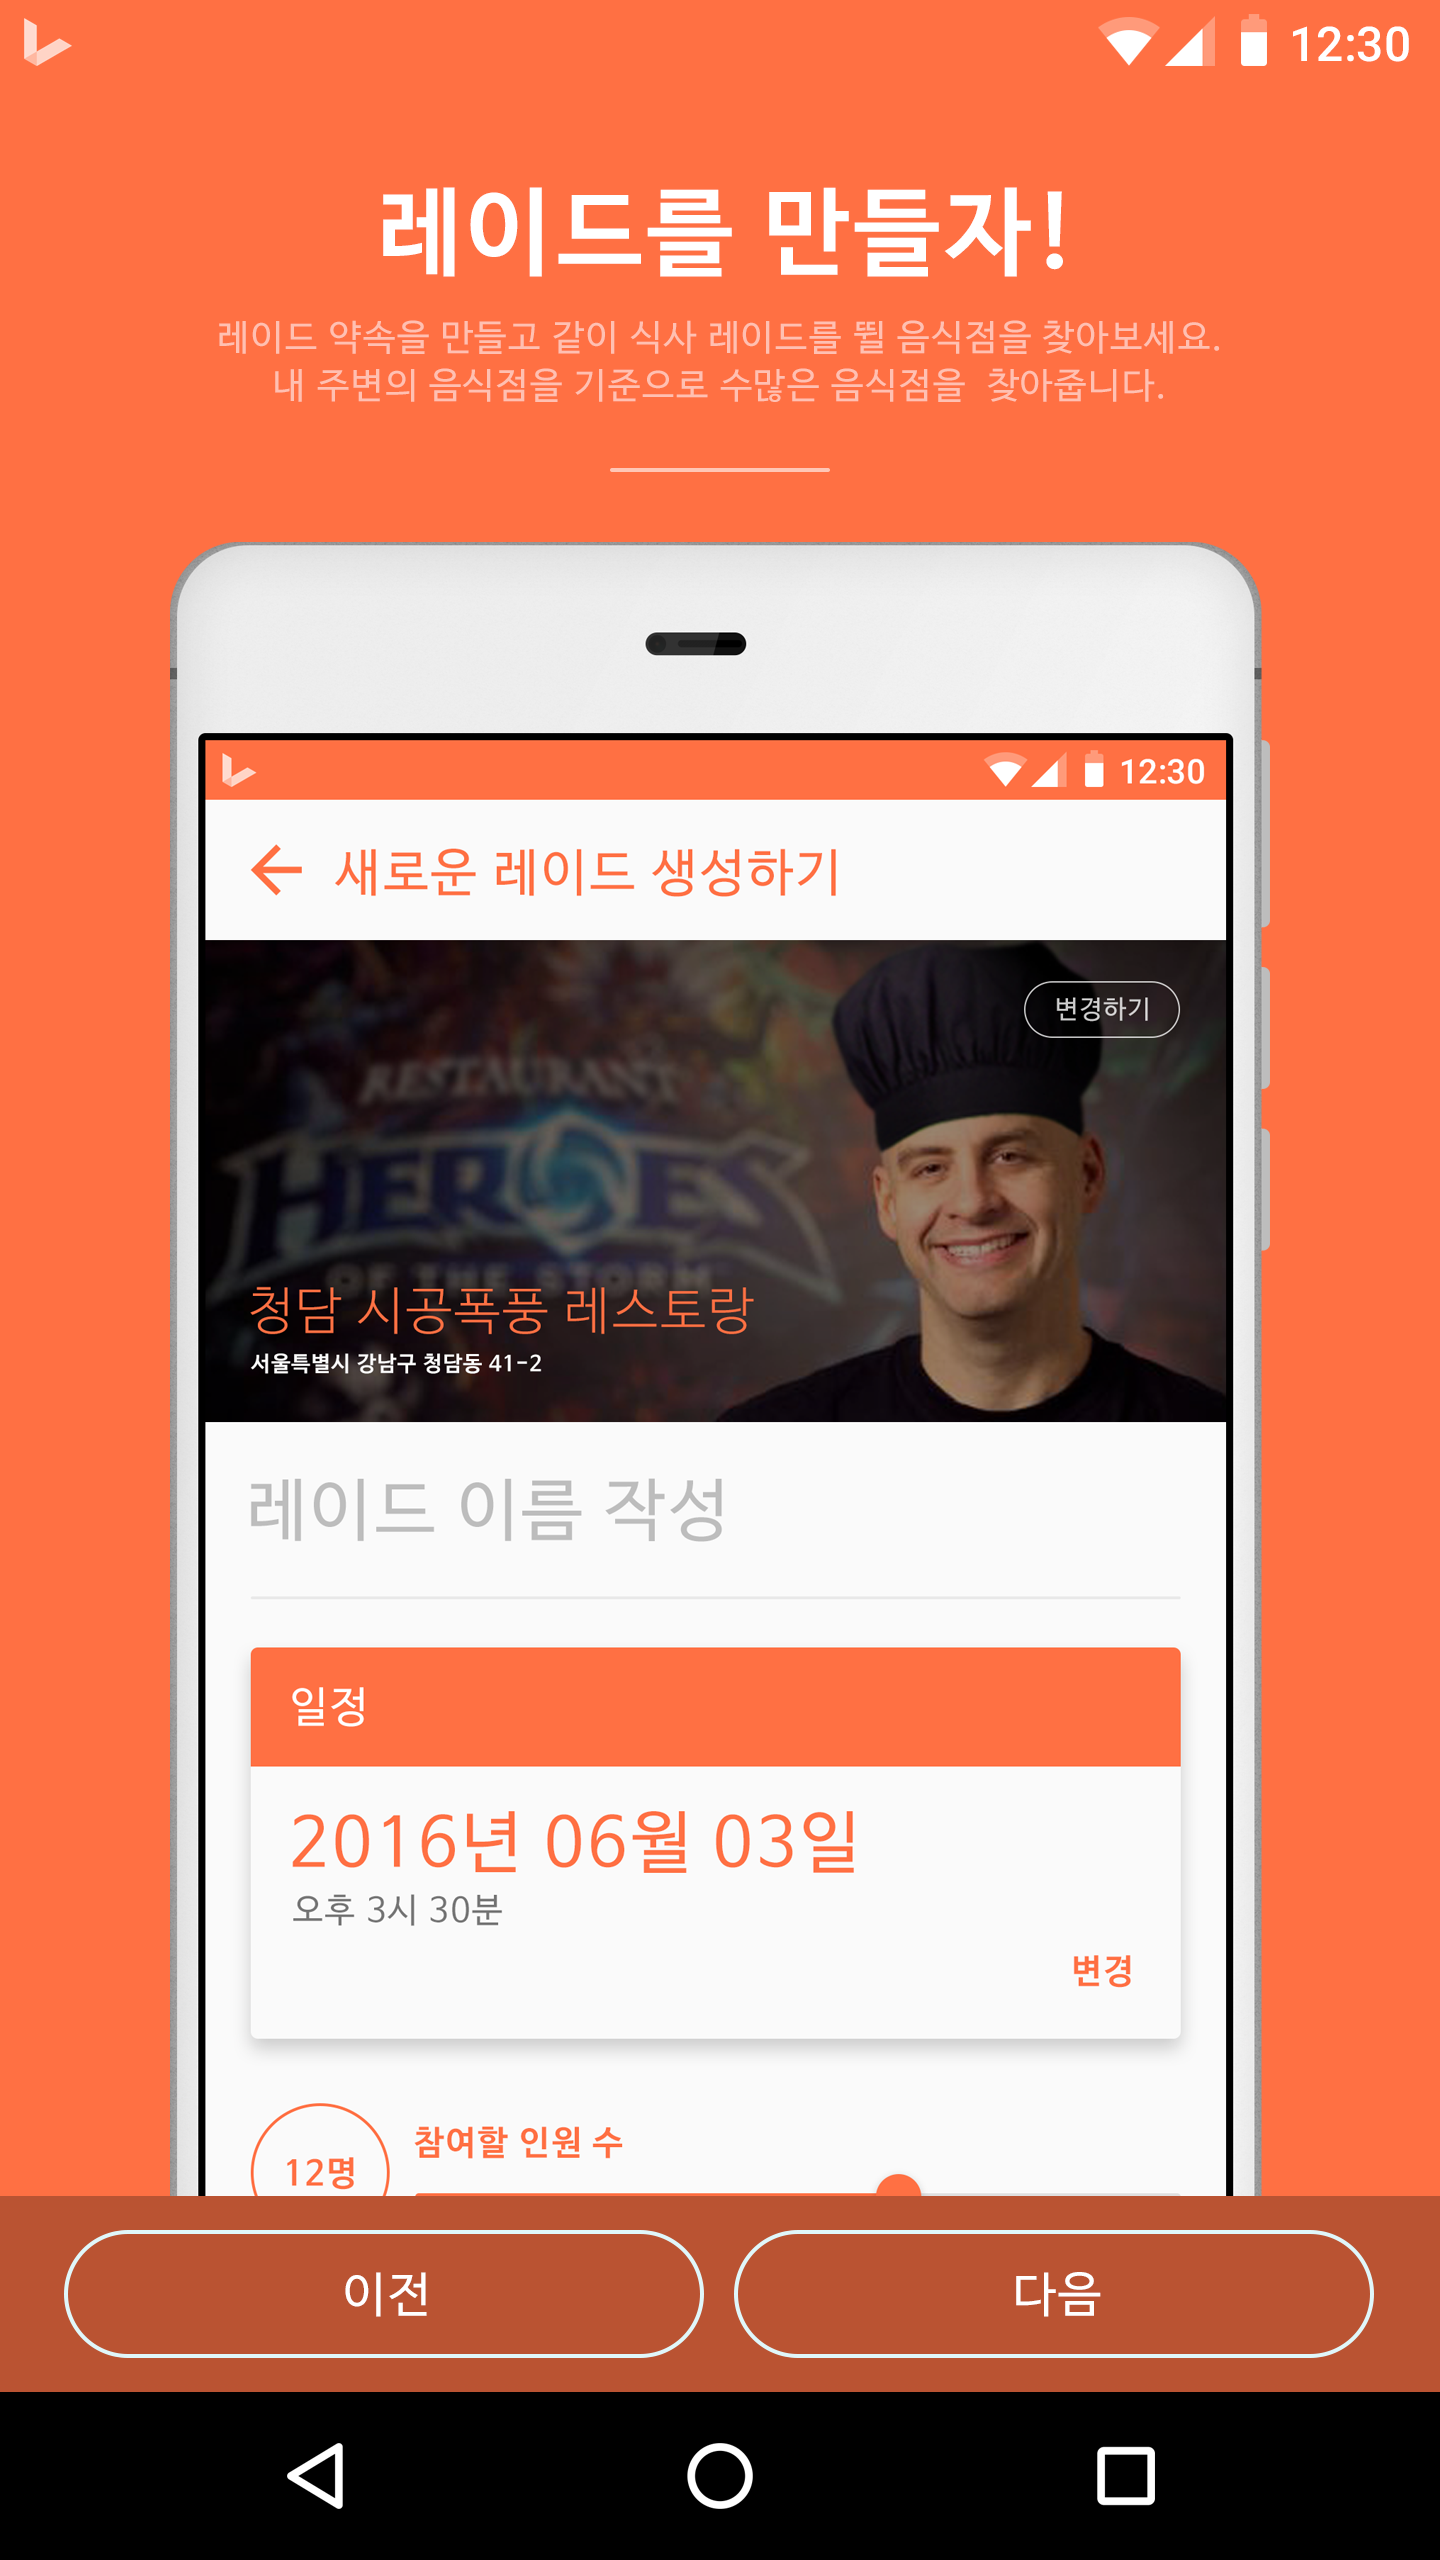 12:30
레이드를 만들자!
레이드 약속을 만들고 같이 식사 레이드를 뛸 음식점을 찾아보세요.
내 주변의 음식점을 기준으로 수많은 음식점을 찾아줍니다.
12:30
새로운 레이드 생성하기
변경하기
RESTAURANT
HEROES
OF THE STORM
청담 시공폭풍 레스토랑
서울특별시 강남구 청담동 41-2
레이드 이름 작성
일정
2016년 06월 03일
오후 3시 30분
변경
참여할 인원 수
12명
이전
다음